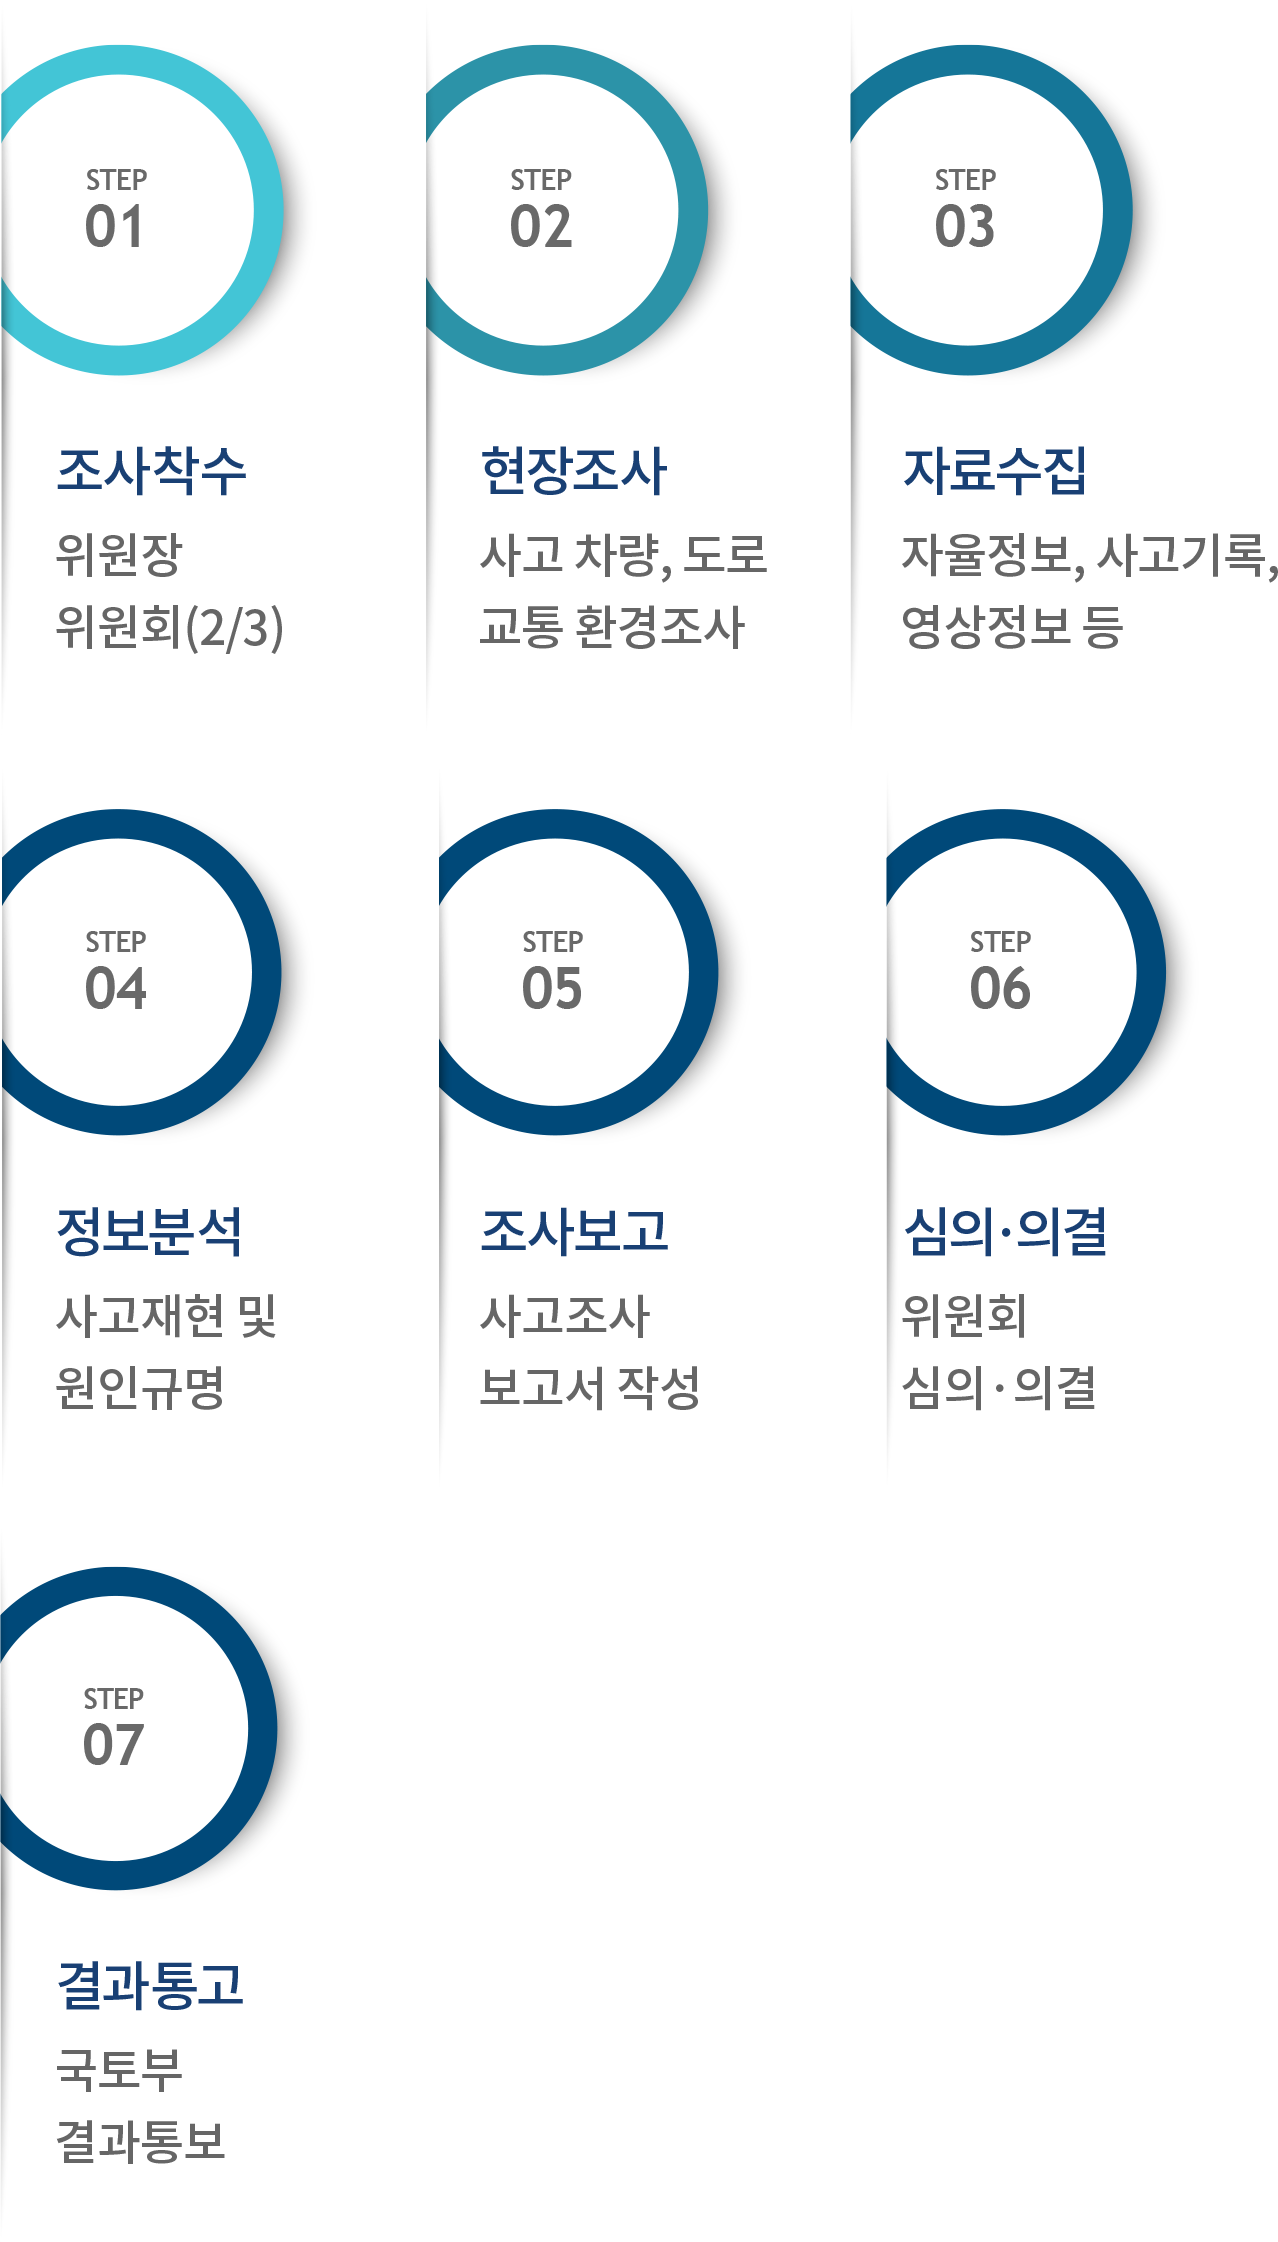 STEP
01
조사착수
위원장
위원회(2/3)
STEP
02
현장조사
사고 차량, 도로
교통 환경조사
STEP
03
자료수집
자율정보, 사고기록,
영상정보 등
STEP
04
정보분석
사고재현 및
원인규명
STEP
05
조사보고
사고조사
보고서 작성
STEP
06
심의·의결
위원회
심의·의결
STEP
07
결과통고
국토부
결과통보